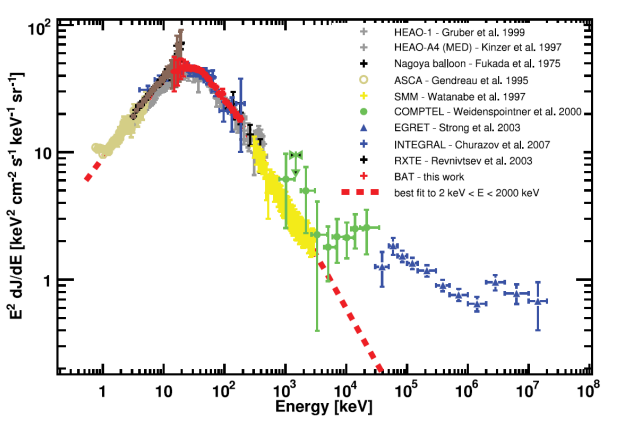 10²
10
1
E² dJ/dE [keV² cm⁻² s⁻¹ keV⁻¹ sr⁻¹]
HEAO-1 - Gruber et al. 1999
HEAO-A4 (MED) - Kinzer et al. 1997
Nagoya balloon - Fukada et al. 1975
ASCA - Gendreau et al. 1995
SMM - Watanabe et al. 1997
COMPTEL - Weidenspointner et al. 2000
EGRET - Strong et al. 2003
INTEGRAL - Churazov et al. 2007
RXTE - Revnivtsev et al. 2003
BAT - this work
best fit to 2 keV < E < 2000 keV
1 10 10² 10³ 10⁴ 10⁵ 10⁶ 10⁷ 10⁸
Energy [keV]